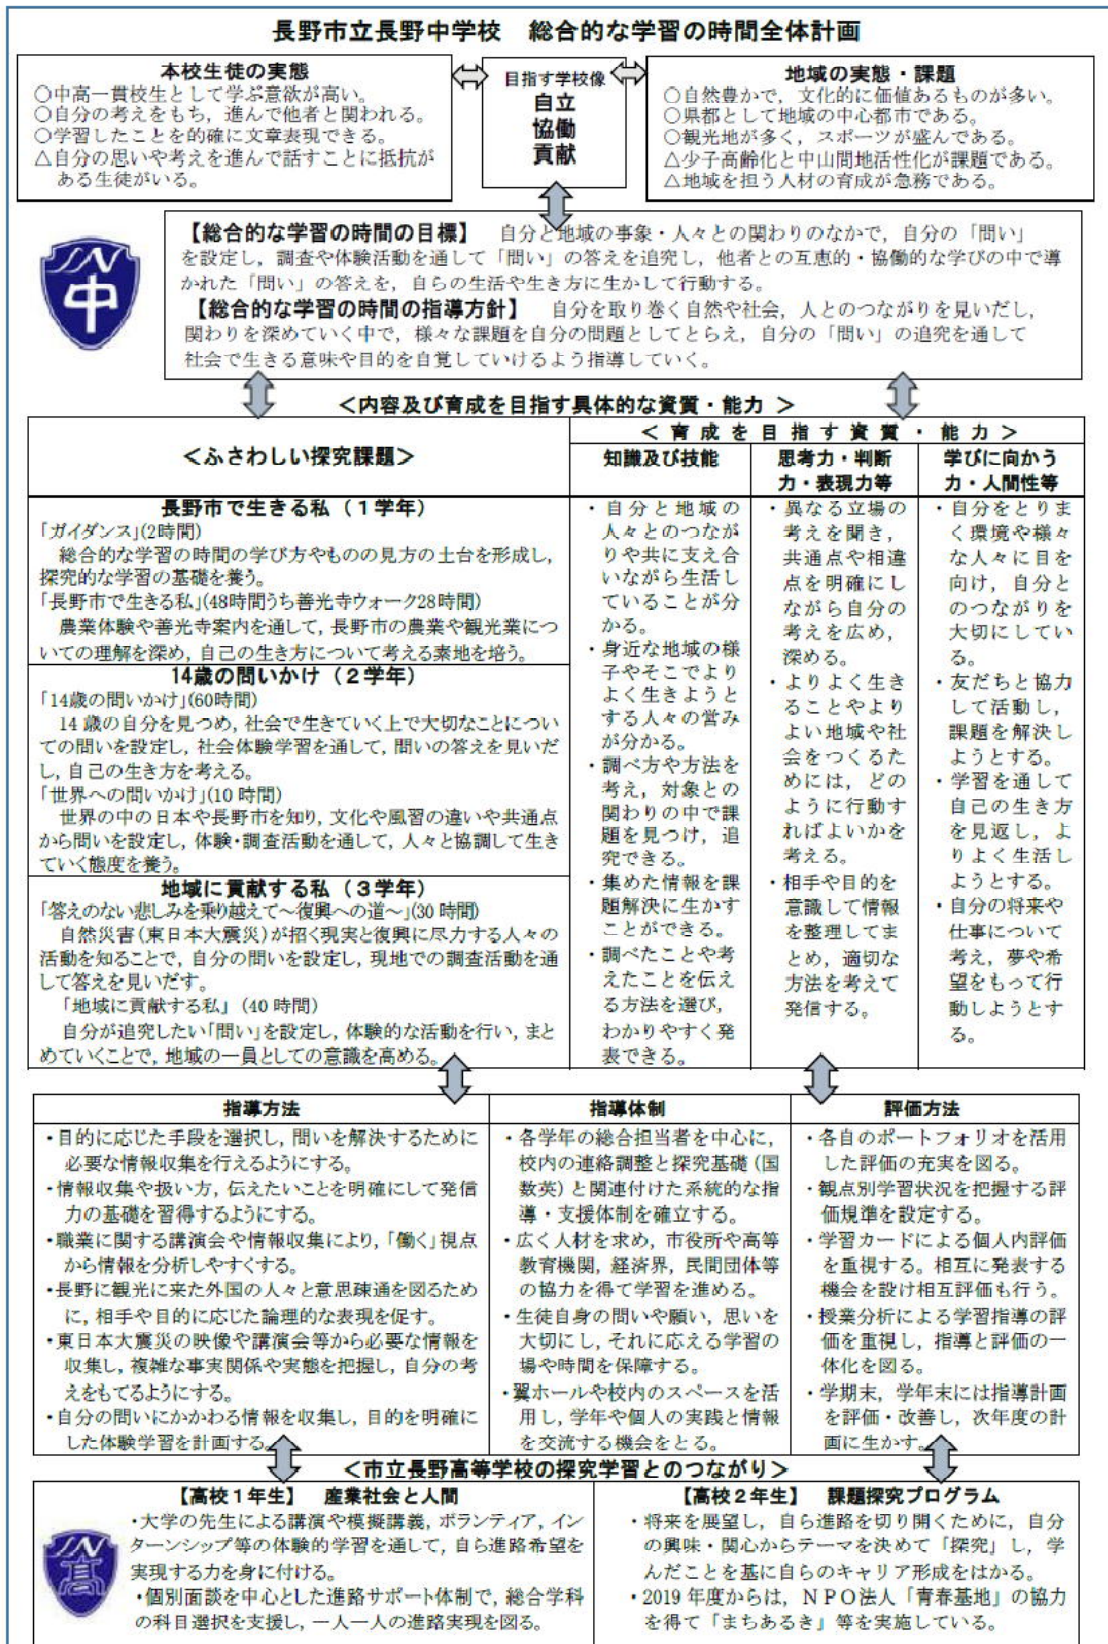 長野市立長野中学校　総合的な学習の時間全体計画
本校生徒の実態
○中高一貫校生として学ぶ意欲が高い。
○自分の考えをもち，進んで他者と関われる。
○学習したことを的確に文章表現できる。
△自分の思いや考えを進んで話すことに抵抗が
ある生徒がいる。
目指す学校像
自立
協働
貢献
地域の実態・課題
○自然豊かで，文化的に価値あるものが多い。
○県都として地域の中心都市である。
○観光地が多く，スポーツが盛んである。
△少子高齢化と中山間地活性化が課題である。
△地域を担う人材の育成が急務である。
中
【総合的な学習の時間の目標】　自分と地域の事象・人々との関わりのなかで，自分の「問い」
を設定し，調査や体験活動を通して「問い」の答えを追究し，他者との互恵的・協働的な学びの中で導
かれた「問い」の答えを，自らの生活や生き方に生かして行動する。
【総合的な学習の時間の指導方針】　自分を取り巻く自然や社会，人とのつながりを見いだし，
関わりを深めていく中で，様々な課題を自分の問題としてとらえ，自分の「問い」の追究を通して
社会で生きる意味や目的を自覚していけるよう指導していく。
＜内容及び育成を目指す具体的な資質・能力 ＞
＜ふさわしい探究課題＞
＜ 育 成 を 目 指 す 資 質 ・ 能 力 ＞
知識及び技能
思考力・判断
力・表現力等
学びに向かう
力・人間性等
長野市で生きる私（１学年）
「ガイダンス」(2時間)
総合的な学習の時間の学び方やものの見方の土台を形成し，
探究的な学習の基礎を養う。
「長野市で生きる私」(48時間うち善光寺ウォーク28時間)
農業体験や善光寺案内を通して，長野市の農業や観光業につ
いての理解を深め，自己の生き方について考える素地を培う。
14歳の問いかけ（２学年）
「14歳の問いかけ」(60時間)
14 歳の自分を見つめ，社会で生きていく上で大切なことについ
ての問いを設定し，社会体験学習を通して，問いの答えを見いだ
し，自己の生き方を考える。
「世界への問いかけ」(10 時間)
世界の中の日本や長野市を知り，文化や風習の違いや共通点
から問いを設定し，体験・調査活動を通して，人々と協調して生き
ていく態度を養う。
地域に貢献する私（３学年）
「答えのない悲しみを乗り越えて～復興への道～」(30 時間)
自然災害（東日本大震災）が招く現実と復興に尽力する人々の
活動を知ることで，自分の問いを設定し，現地での調査活動を通
して答えを見いだす。
「地域に貢献する私」（40 時間）
自分が追究したい「問い」を設定し，体験的な活動を行い，まと
めていくことで，地域の一員としての意識を高める。
・自分と地域の
人々とのつなが
りや共に支え合
いながら生活し
ていることが分
かる。
・身近な地域の様
子やそこでより
よく生きようと
する人々の営み
が分かる。
・調べ方や方法を
考え，対象との
関わりの中で課
題を見つけ，追
究できる。
・集めた情報を課
題解決に生かす
ことができる。
・調べたことや考
えたことを伝え
る方法を選び，
わかりやすく発
表できる。
・異なる立場の
考えを聞き，
共通点や相違
点を明確にし
ながら自分の
考えを広め，
深める。
・よりよく生き
ることやより
よい地域や社
会をつくるた
めには，どの
ように行動す
ればよいかを
考える。
・相手や目的を
意識して情報
を整理してま
とめ，適切な
方法を考えて
発信する。
・自分をとりま
く環境や様々
な人々に目を
向け，自分と
のつながりを
大切にしてい
る。
・友だちと協力
して活動し，
課題を解決し
ようとする。
・学習を通して
自己の生き方
を見返し，よ
りよく生活し
ようとする。
・自分の将来や
仕事について
考え，夢や希
望をもって行
動しようとす
る。
指導方法
・目的に応じた手段を選択し，問いを解決するために
必要な情報収集を行えるようにする。
・情報収集や扱い方，伝えたいことを明確にして発信
力の基礎を習得するようにする。
・職業に関する講演会や情報収集により，「働く」視点
から情報を分析しやすくする。
・長野に観光に来た外国の人々と意思疎通を図るため
に，相手や目的に応じた論理的な表現を促す。
・東日本大震災の映像や講演会等から必要な情報を
収集し，複雑な事実関係や実態を把握し，自分の考
えをもてるようにする。
・自分の問いにかかわる情報を収集し，目的を明確に
した体験学習を計画する。
指導体制
・各学年の総合担当者を中心に，
校内の連絡調整と探究基礎（国
数英）と関連付けた系統的な指
導・支援体制を確立する。
・広く人材を求め，市役所や高等
教育機関，経済界，民間団体等
の協力を得て学習を進める。
・生徒自身の問いや願い，思いを
大切にし，それに応える学習の
場や時間を保障する。
・翼ホールや校内のスペースを活
用し，学年や個人の実践と情報
を交流する機会をとる。
評価方法
・各自のポートフォリオを活用
した評価の充実を図る。
・観点別学習状況を把握する評
価規準を設定する。
・学習カードによる個人内評価
を重視する。相互に発表する
機会を設け相互評価も行う。
・授業分析による学習指導の評
価を重視し，指導と評価の一
体化を図る。
・学期末，学年末には指導計画
を評価・改善し，次年度の計
画に生かす。
＜市立長野高等学校の探究学習とのつながり＞
髙
【高校１年生】　産業社会と人間
・大学の先生による講演や模擬講義，ボランティア，イン
ターンシップ等の体験的学習を通して，自ら進路希望を
実現する力を身に付ける。
・個別面談を中心とした進路サポート体制で，総合学科
の科目選択を支援し，一人一人の進路実現を図る。
【高校２年生】　課題探究プログラム
・将来を展望し，自ら進路を切り開くために，自分
の興味・関心からテーマを決めて「探究」し，学
んだことを基に自らのキャリア形成をはかる。
・2019 年度からは，ＮＰＯ法人「青春基地」の協力
を得て「まちあるき」等を実施している。